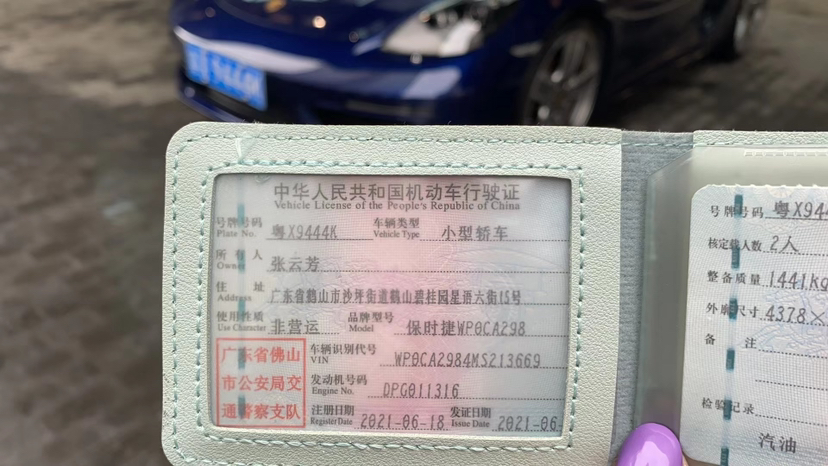 中华人民共和国机动车行驶证
Vehicle License of the People's Republic of China
号牌号码 粤X9444K 车辆类型 小型轿车
Plate No. Vehicle Type
所有人 张云芳
Owner
住址 广东省鹤山市沙坪街道鹤山碧桂园星语六街15号
Address
使用性质 非营运 品牌型号 保时捷WP0CA298
Use Character Model
广东省佛山
市公安局交
通警察支队
车辆识别代号 WP0CA2984MS213669
VIN
发动机号码 DPG011316
Engine No.
注册日期 2021-06-18 发证日期 2021-06
Register Date Issue Date
号牌号码 粤X944
核定载人数 2人
整备质量 1441kg
外廓尺寸 4378×
备注
检验记录
汽油